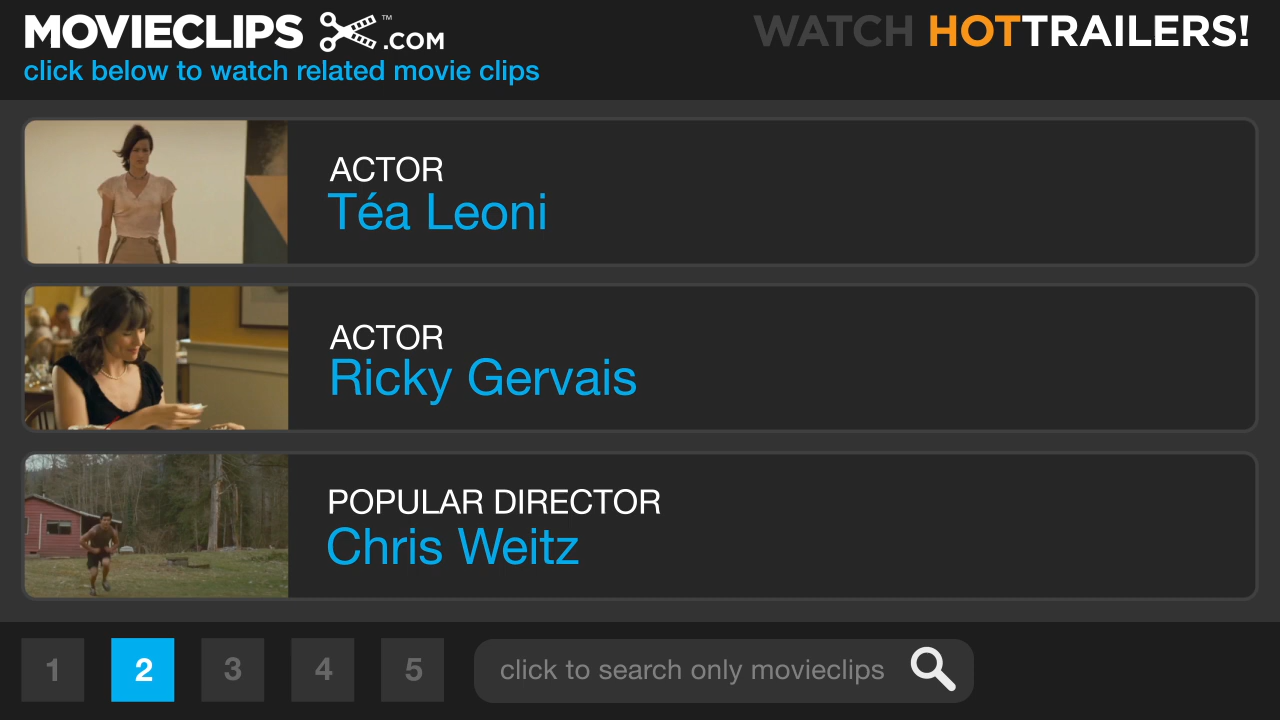 MOVIECLIPS ™ .COM
WATCH HOTTRAILERS!
click below to watch related movie clips
ACTOR
Téa Leoni
ACTOR
Ricky Gervais
POPULAR DIRECTOR
Chris Weitz
1 2 3 4 5 click to search only movieclips